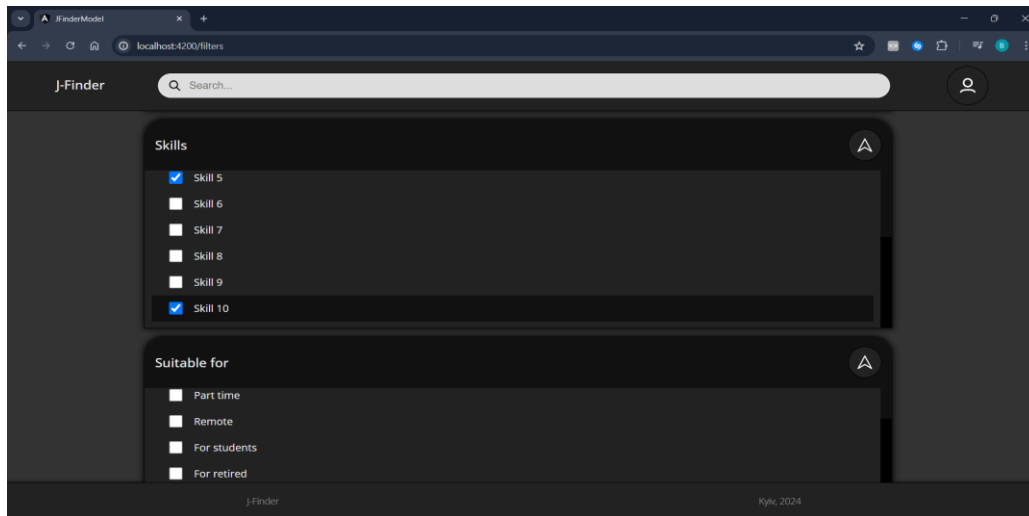 JFinderModel
localhost:4200/filters
J-Finder
Search...
Skills
Skill 5
Skill 6
Skill 7
Skill 8
Skill 9
Skill 10
Suitable for
Part time
Remote
For students
For retired
J-Finder Kyiv, 2024